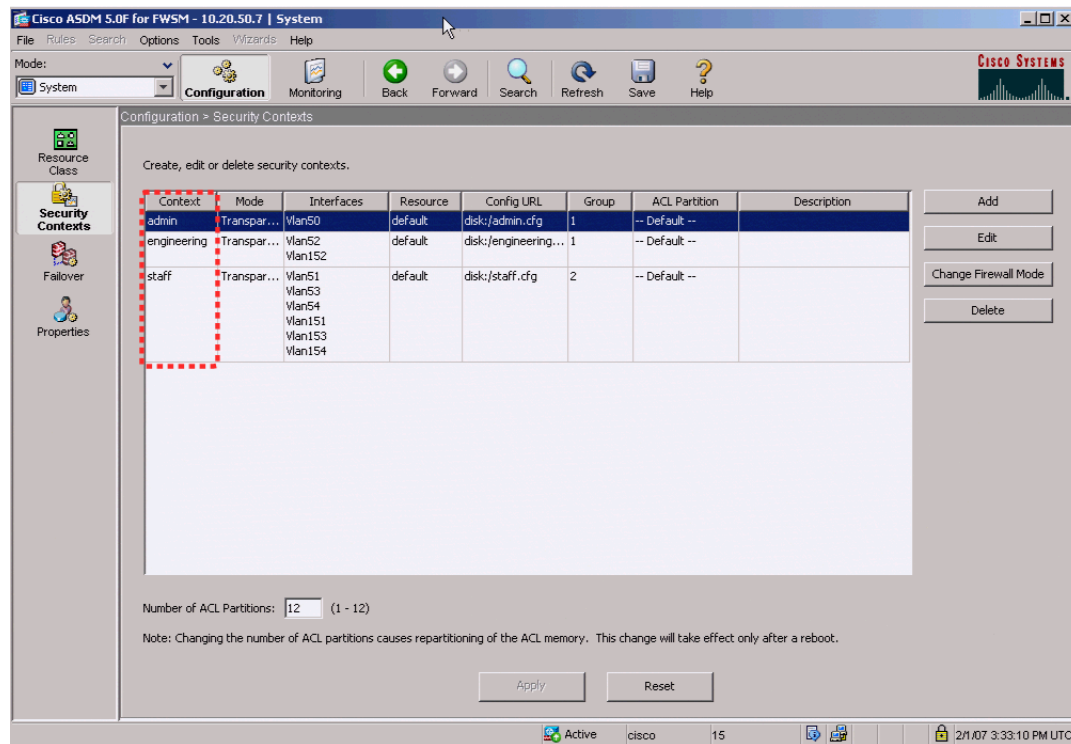 Cisco ASDM 5.0F for FWSM - 10.20.50.7 | System
File Rules Search Options Tools Wizards Help
Mode:
System
Configuration Monitoring Back Forward Search Refresh Save Help
CISCO SYSTEMS
Configuration > Security Contexts
Resource Class
Security Contexts
Failover
Properties
Create, edit or delete security contexts.
Context Mode Interfaces Resource Config URL Group ACL Partition Description
admin Transpar... Vlan50 default disk:/admin.cfg 1 -- Default --
engineering Transpar... Vlan52 default disk:/engineering... 1 -- Default --
Vlan152
staff Transpar... Vlan51 default disk:/staff.cfg 2 -- Default --
Vlan53
Vlan54
Vlan151
Vlan153
Vlan154
Add
Edit
Change Firewall Mode
Delete
Number of ACL Partitions: 12 (1 - 12)
Note: Changing the number of ACL partitions causes repartitioning of the ACL memory. This change will take effect only after a reboot.
Apply Reset
Active cisco 15 2/1/07 3:33:10 PM UTC